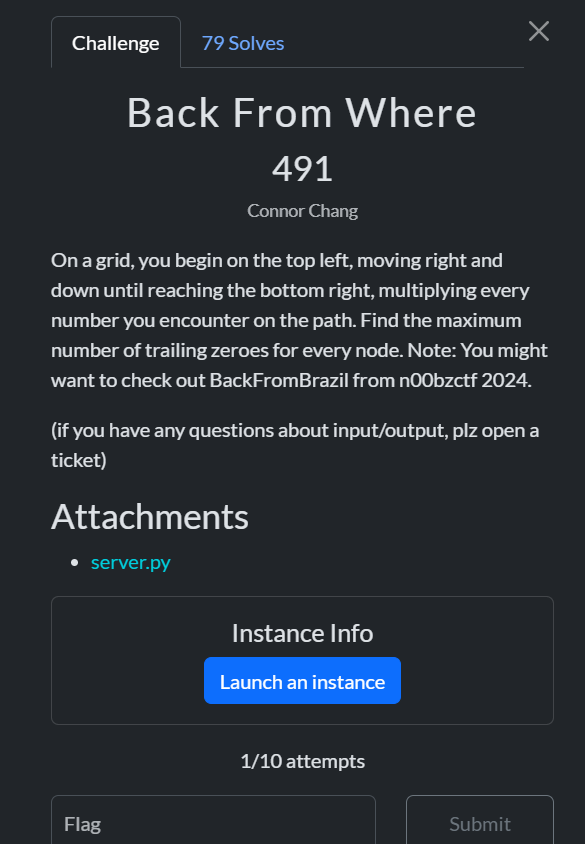 Challenge
79 Solves
Back From Where
491
Connor Chang
On a grid, you begin on the top left, moving right and
down until reaching the bottom right, multiplying every
number you encounter on the path. Find the maximum
number of trailing zeroes for every node. Note: You might
want to check out BackFromBrazil from n00bzctf 2024.
(if you have any questions about input/output, plz open a
ticket)
Attachments
server.py
Instance Info
Launch an instance
1/10 attempts
Flag
Submit